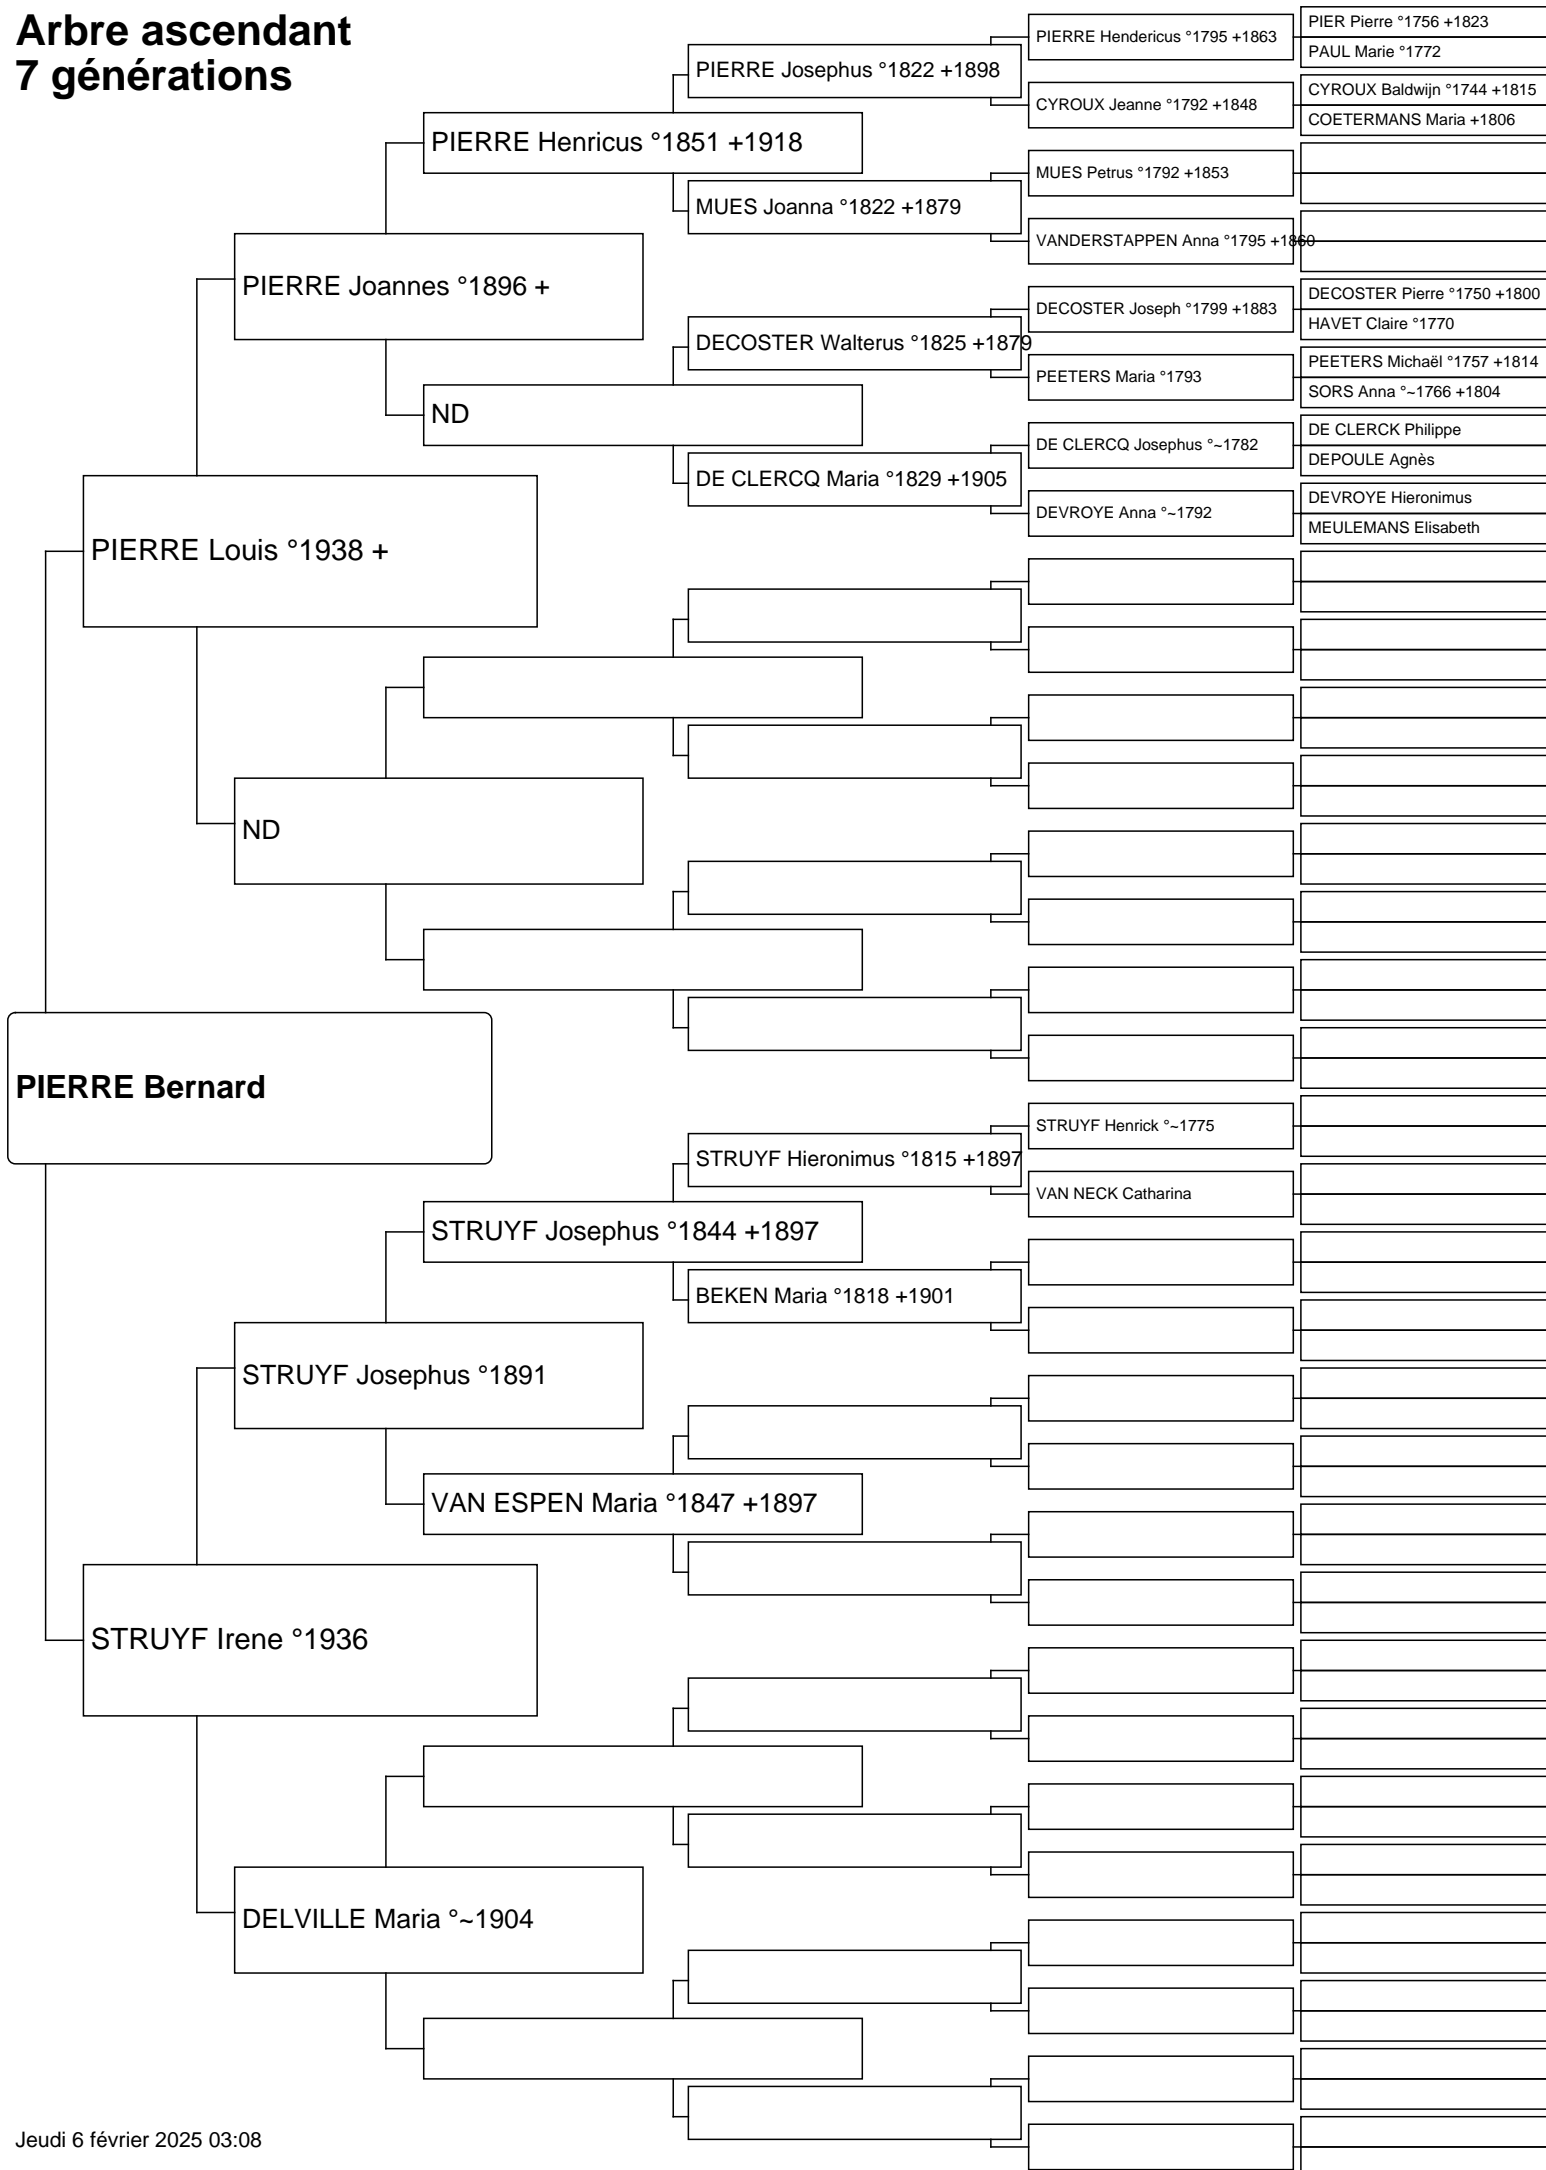 Arbre ascendant
7 générations
PIERRE Bernard
PIERRE Louis °1938 +
STRUYF Irene °1936
PIERRE Joannes °1896 +
ND
STRUYF Josephus °1891
DELVILLE Maria °~1904
PIERRE Henricus °1851 +1918
ND
STRUYF Josephus °1844 +1897
VAN ESPEN Maria °1847 +1897
PIERRE Josephus °1822 +1898
MUES Joanna °1822 +1879
DECOSTER Walterus °1825 +1879
DE CLERCQ Maria °1829 +1905
STRUYF Hieronimus °1815 +1897
BEKEN Maria °1818 +1901
PIERRE Hendericus °1795 +1863
CYROUX Jeanne °1792 +1848
MUES Petrus °1792 +1853
VANDERSTAPPEN Anna °1795 +1860
DECOSTER Joseph °1799 +1883
PEETERS Maria °1793
DE CLERCQ Josephus °~1782
DEVROYE Anna °~1792
STRUYF Henrick °~1775
VAN NECK Catharina
PIER Pierre °1756 +1823
PAUL Marie °1772
CYROUX Baldwijn °1744 +1815
COETERMANS Maria +1806
DECOSTER Pierre °1750 +1800
HAVET Claire °1770
PEETERS Michaël °1757 +1814
SORS Anna °~1766 +1804
DE CLERCK Philippe
DEPOULE Agnès
DEVROYE Hieronimus
MEULEMANS Elisabeth
Jeudi 6 février 2025 03:08